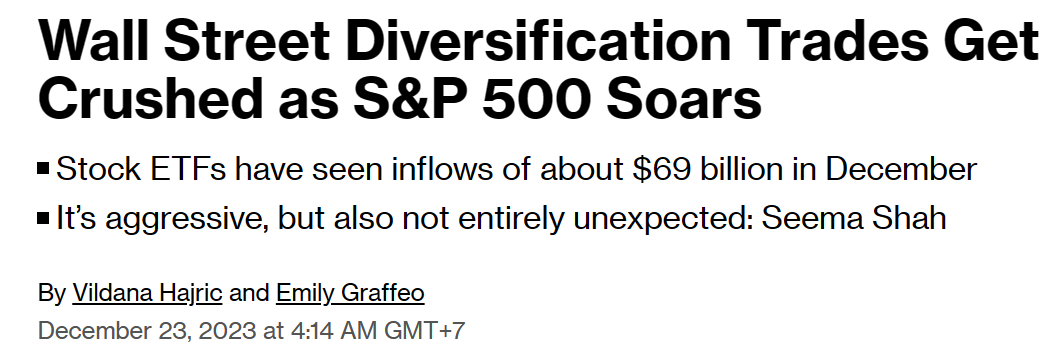 Wall Street Diversification Trades Get
Crushed as S&P 500 Soars
▪ Stock ETFs have seen inflows of about $69 billion in December
▪ It’s aggressive, but also not entirely unexpected: Seema Shah
By Vildana Hajric and Emily Graffeo
December 23, 2023 at 4:14 AM GMT+7